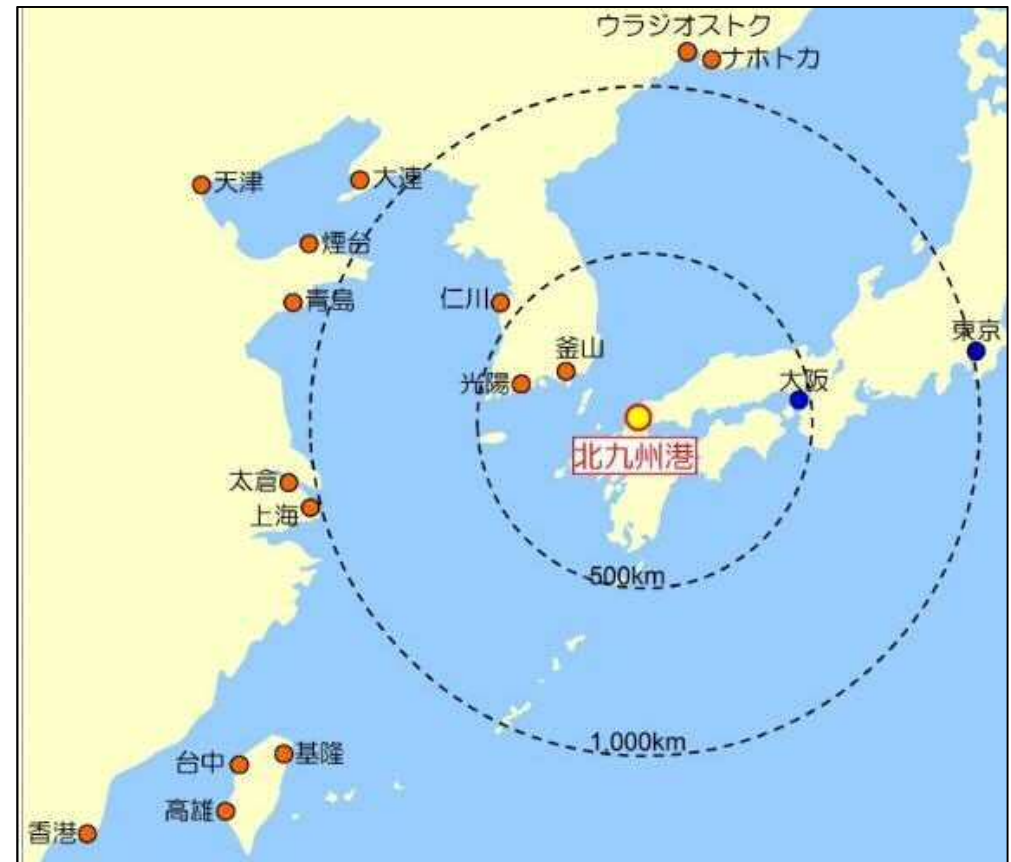 ウラジオストク
ナホトカ
天津
大連
煙台
青島
仁川
釜山
光陽
東京
大阪
北九州港
太倉
上海
500km
1,000km
台中
基隆
高雄
香港